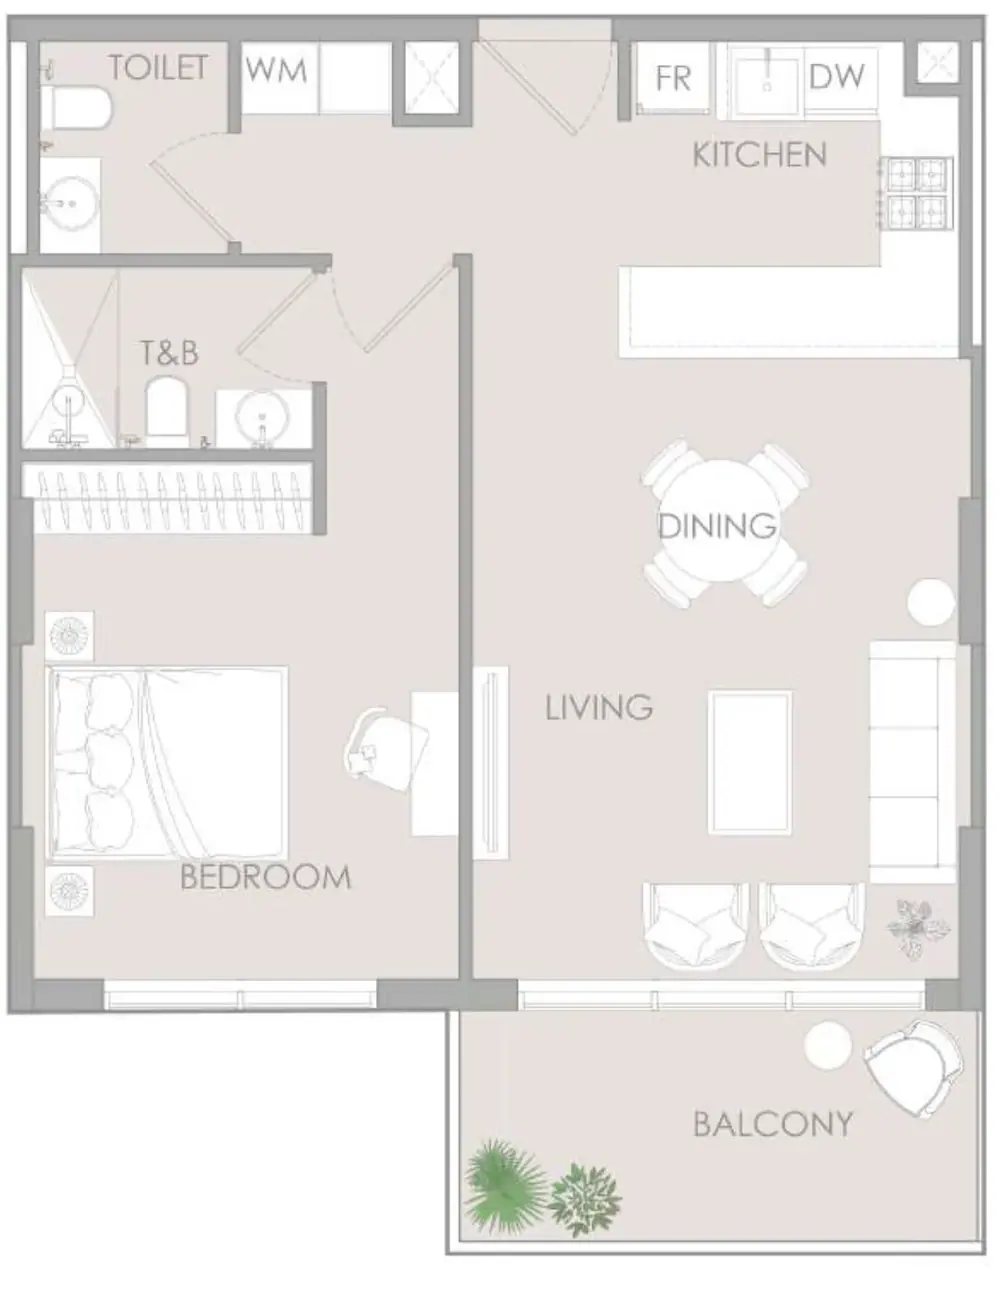 TOILET
WM
FR
DW
KITCHEN
T&B
DINING
LIVING
BEDROOM
BALCONY